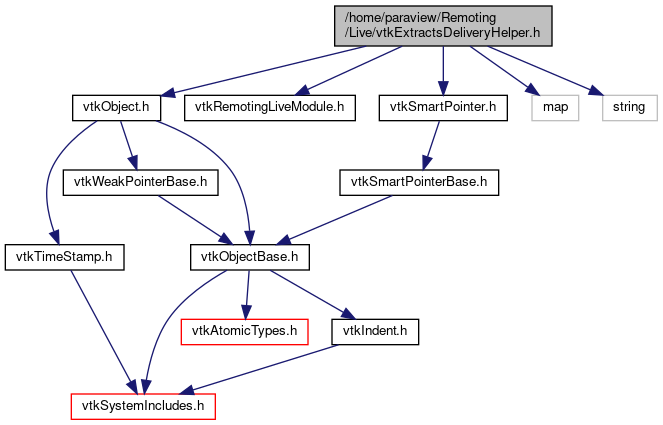 /home/paraview/Remoting
/Live/vtkExtractsDeliveryHelper.h
vtkObject.h
vtkRemotingLiveModule.h
vtkSmartPointer.h
map
string
vtkWeakPointerBase.h
vtkSmartPointerBase.h
vtkTimeStamp.h
vtkObjectBase.h
vtkAtomicTypes.h
vtkIndent.h
vtkSystemIncludes.h